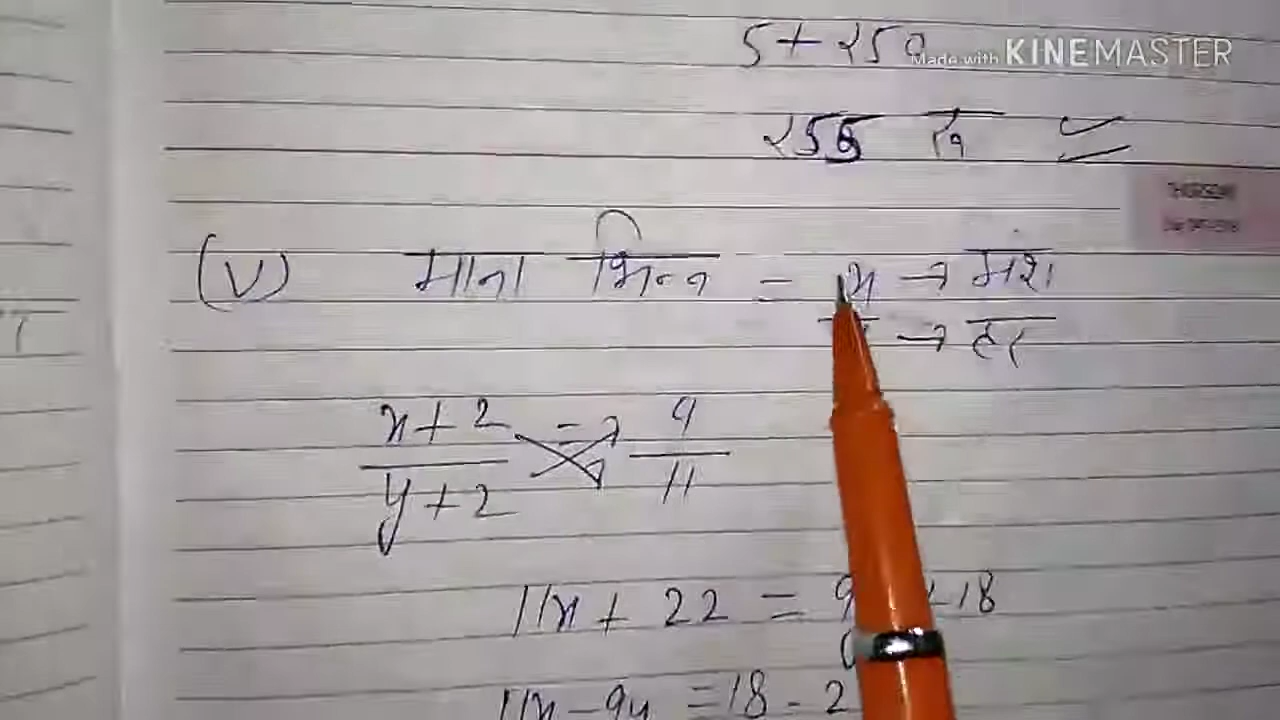 5 + 250
Made with KINEMASTER
255 रु
THURSDAY
(v) माना भिन्न = x → अंश
→ हर
x + 2 = 9
y + 2 11
11x + 22 = 9 + 18
11x - 9y = 18 - 2